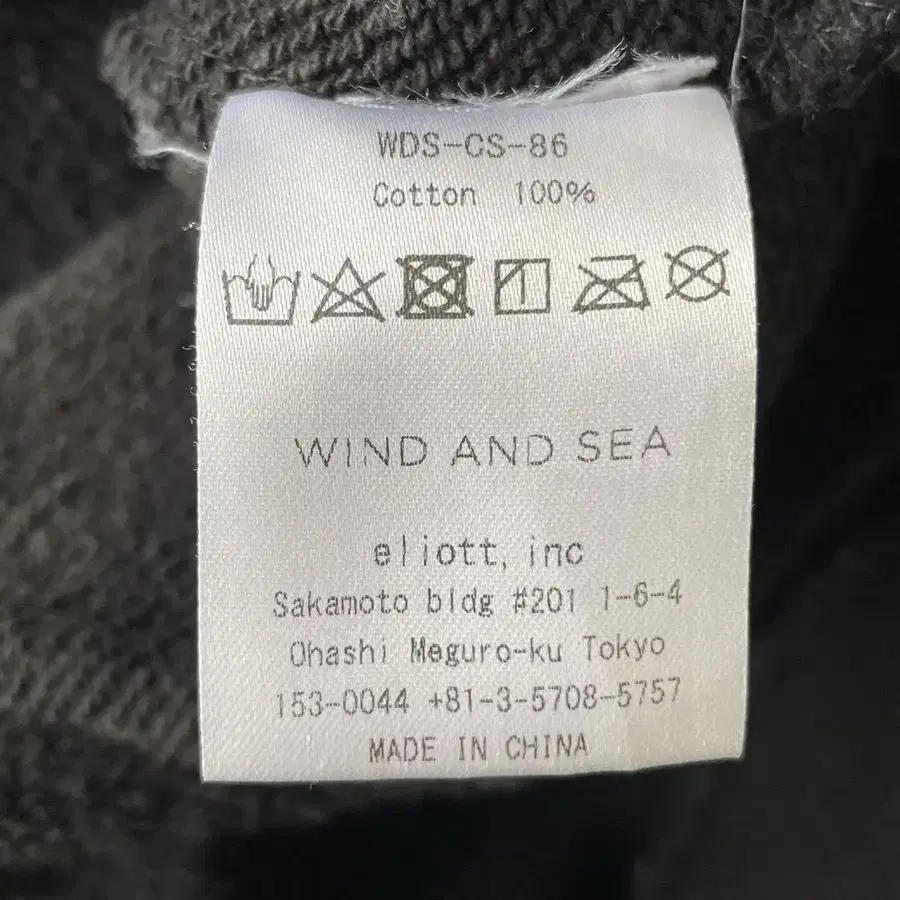 WDS-CS-86
Cotton 100%
WIND AND SEA
eliott, inc
Sakamoto bldg #201 1-6-4
Ohashi Meguro-ku Tokyo
153-0044 +81-3-5708-5757
MADE IN CHINA